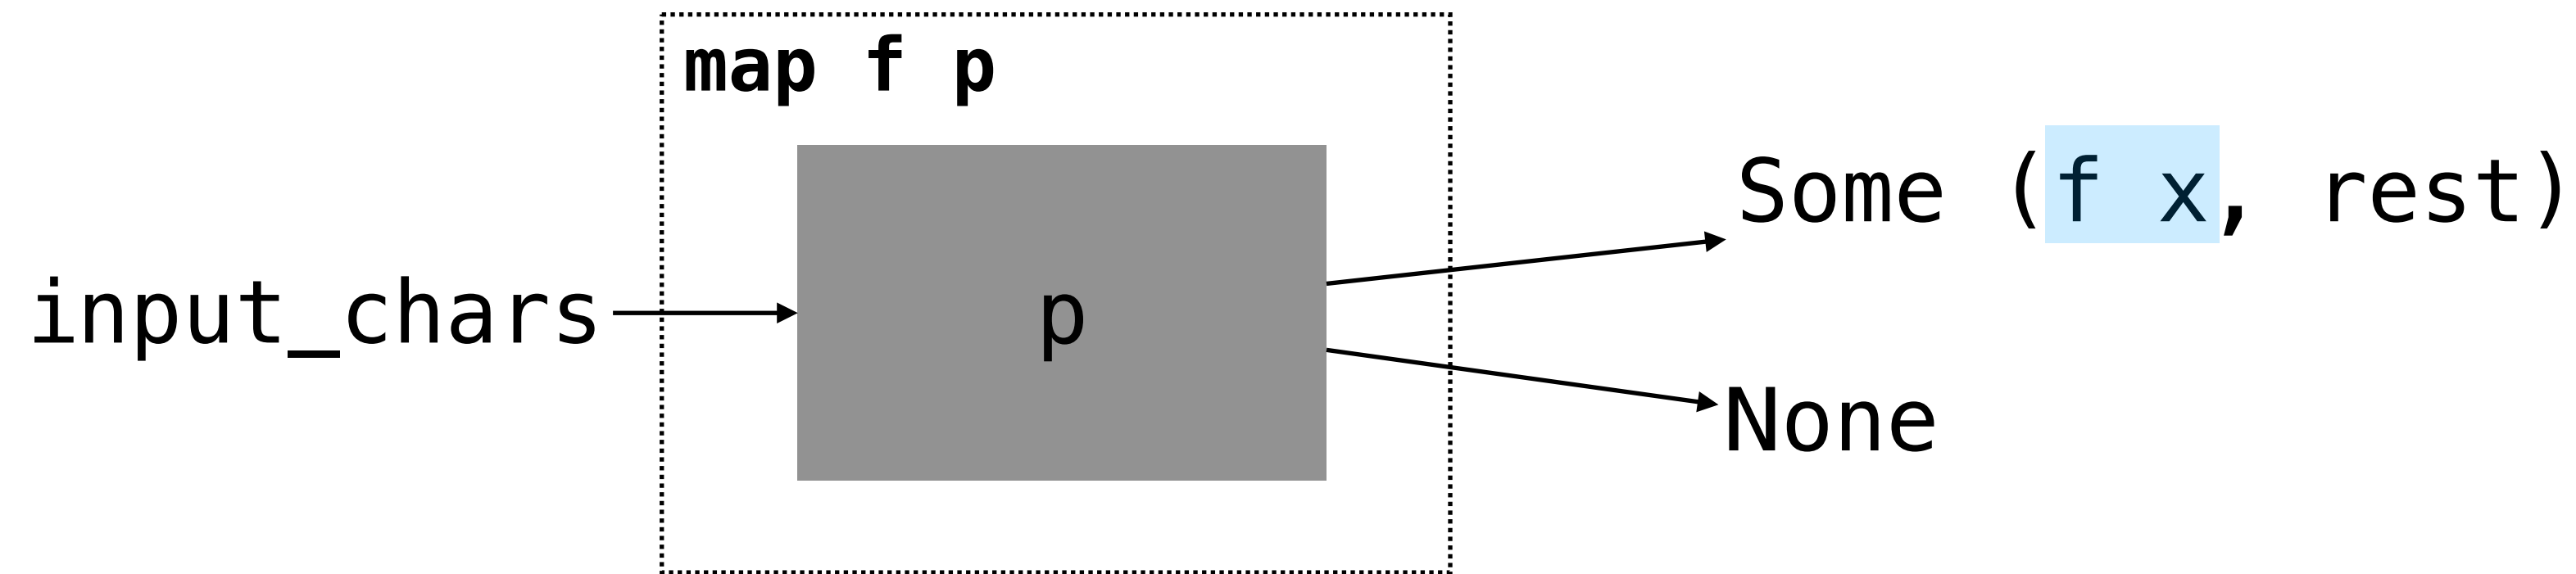 map f p
input_chars
p
Some (f x, rest)
None